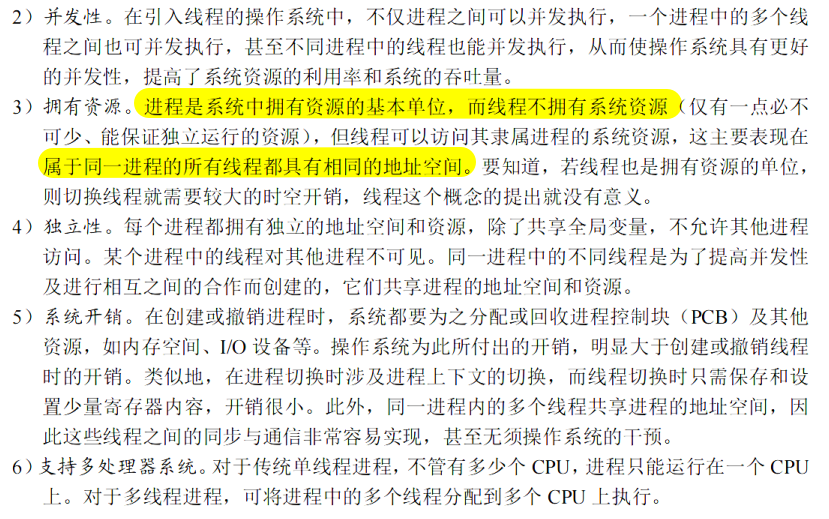 2）并发性。在引入线程的操作系统中，不仅进程之间可以并发执行，一个进程中的多个线
程之间也可并发执行，甚至不同进程中的线程也能并发执行，从而使操作系统具有更好
的并发性，提高了系统资源的利用率和系统的吞吐量。
3）拥有资源。进程是系统中拥有资源的基本单位，而线程不拥有系统资源（仅有一点必不
可少、能保证独立运行的资源），但线程可以访问其隶属进程的系统资源，这主要表现在
属于同一进程的所有线程都具有相同的地址空间。要知道，若线程也是拥有资源的单位，
则切换线程就需要较大的时空开销，线程这个概念的提出就没有意义。
4）独立性。每个进程都拥有独立的地址空间和资源，除了共享全局变量，不允许其他进程
访问。某个进程中的线程对其他进程不可见。同一进程中的不同线程是为了提高并发性
及进行相互之间的合作而创建的，它们共享进程的地址空间和资源。
5）系统开销。在创建或撤销进程时，系统都要为之分配或回收进程控制块（PCB）及其他
资源，如内存空间、I/O 设备等。操作系统为此所付出的开销，明显大于创建或撤销线程
时的开销。类似地，在进程切换时涉及进程上下文的切换，而线程切换时只需保存和设
置少量寄存器内容，开销很小。此外，同一进程内的多个线程共享进程的地址空间，因
此这些线程之间的同步与通信非常容易实现，甚至无须操作系统的干预。
6）支持多处理器系统。对于传统单线程进程，不管有多少个 CPU，进程只能运行在一个 CPU
上。对于多线程进程，可将进程中的多个线程分配到多个 CPU 上执行。